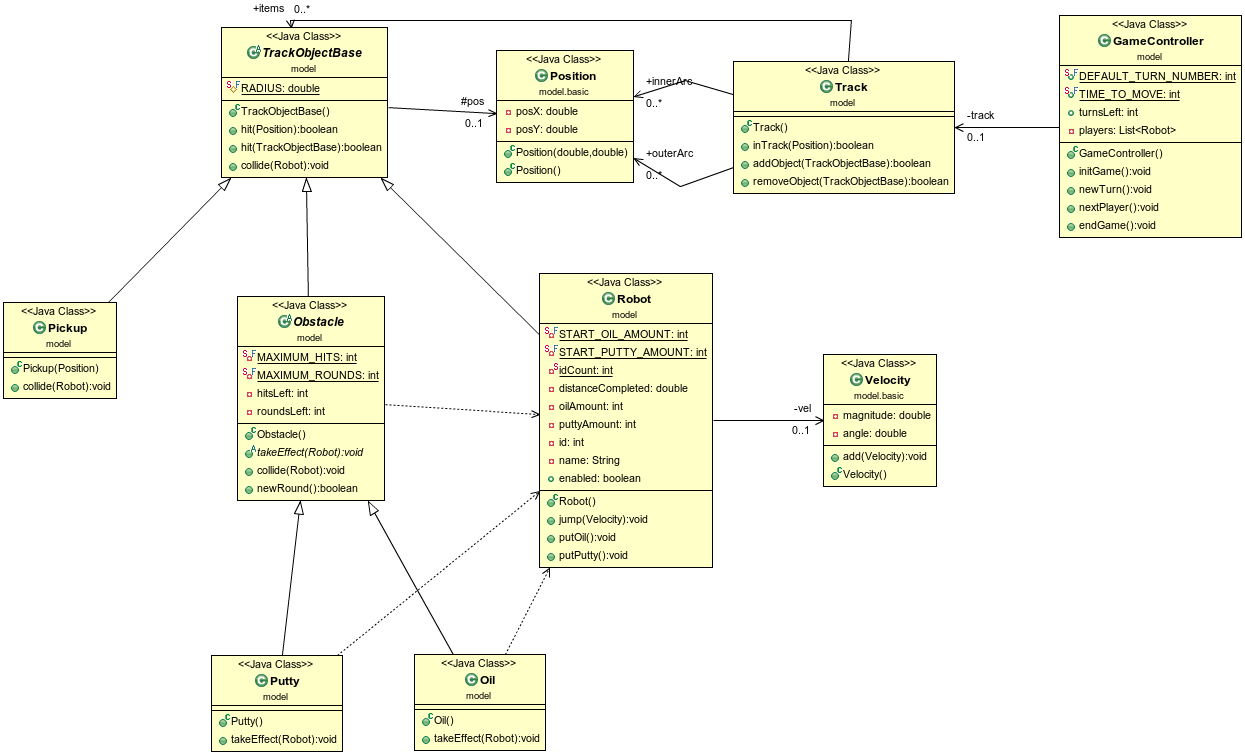 +items 0..*
<<Java Class>>
TrackObjectBase
model
RADIUS: double
TrackObjectBase()
hit(Position):boolean
hit(TrackObjectBase):boolean
collide(Robot):void
#pos
0..1
<<Java Class>>
Position
model.basic
posX: double
posY: double
Position(double,double)
Position()
+innerArc
0..*
+outerArc
0..*
<<Java Class>>
Track
model
Track()
inTrack(Position):boolean
addObject(TrackObjectBase):boolean
removeObject(TrackObjectBase):boolean
-track
0..1
<<Java Class>>
GameController
model
DEFAULT_TURN_NUMBER: int
TIME_TO_MOVE: int
turnsLeft: int
players: List<Robot>
GameController()
initGame():void
newTurn():void
nextPlayer():void
endGame():void
<<Java Class>>
Pickup
model
Pickup(Position)
collide(Robot):void
<<Java Class>>
Obstacle
model
MAXIMUM_HITS: int
MAXIMUM_ROUNDS: int
hitsLeft: int
roundsLeft: int
Obstacle()
takeEffect(Robot):void
collide(Robot):void
newRound():boolean
<<Java Class>>
Robot
model
START_OIL_AMOUNT: int
START_PUTTY_AMOUNT: int
idCount: int
distanceCompleted: double
oilAmount: int
puttyAmount: int
id: int
name: String
enabled: boolean
Robot()
jump(Velocity):void
putOil():void
putPutty():void
-vel
0..1
<<Java Class>>
Velocity
model.basic
magnitude: double
angle: double
add(Velocity):void
Velocity()
<<Java Class>>
Putty
model
Putty()
takeEffect(Robot):void
<<Java Class>>
Oil
model
Oil()
takeEffect(Robot):void